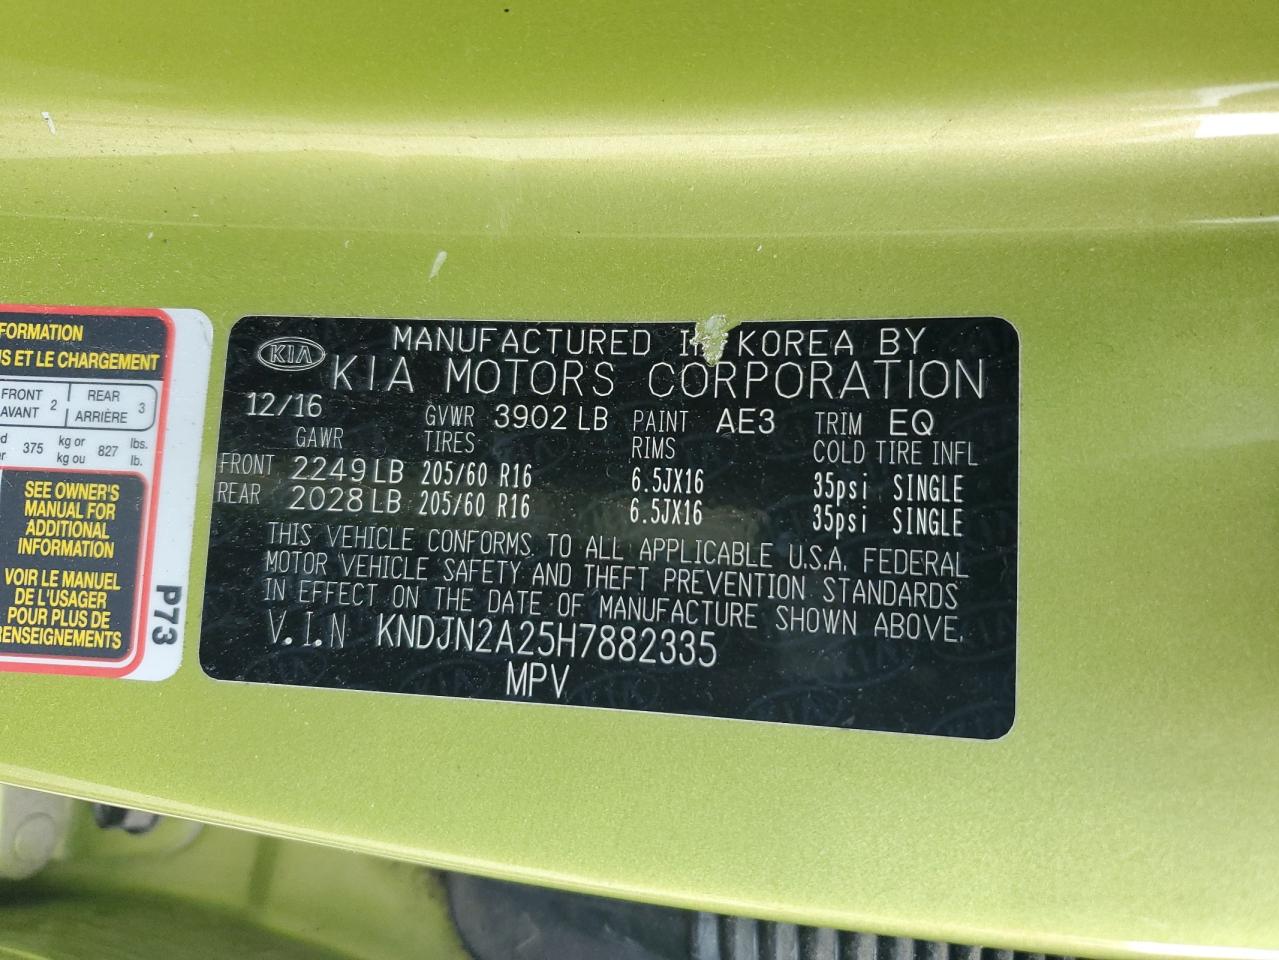 FORMATION
US ET LE CHARGEMENT
FRONT AVANT 2 REAR ARRIÈRE 3
375 kg or kg ou 827 lbs. lb.
SEE OWNER'S
MANUAL FOR
ADDITIONAL
INFORMATION
VOIR LE MANUEL
DE L'USAGER
POUR PLUS DE
RENSEIGNEMENTS
P73
KIA
MANUFACTURED IN KOREA BY
KIA MOTORS CORPORATION
12/16 GVWR 3902 LB PAINT AE3 TRIM EQ
GAWR TIRES RIMS COLD TIRE INFL
FRONT 2249 LB 205/60 R16 6.5JX16 35psi SINGLE
REAR 2028 LB 205/60 R16 6.5JX16 35psi SINGLE
THIS VEHICLE CONFORMS TO ALL APPLICABLE U.S.A. FEDERAL
MOTOR VEHICLE SAFETY AND THEFT PREVENTION STANDARDS
IN EFFECT ON THE DATE OF MANUFACTURE SHOWN ABOVE.
V.I.N KNDJN2A25H7882335
MPV